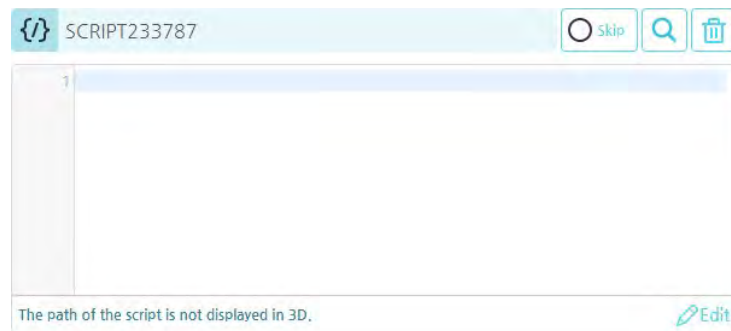 {/} SCRIPT233787 Skip
1
The path of the script is not displayed in 3D. Edit